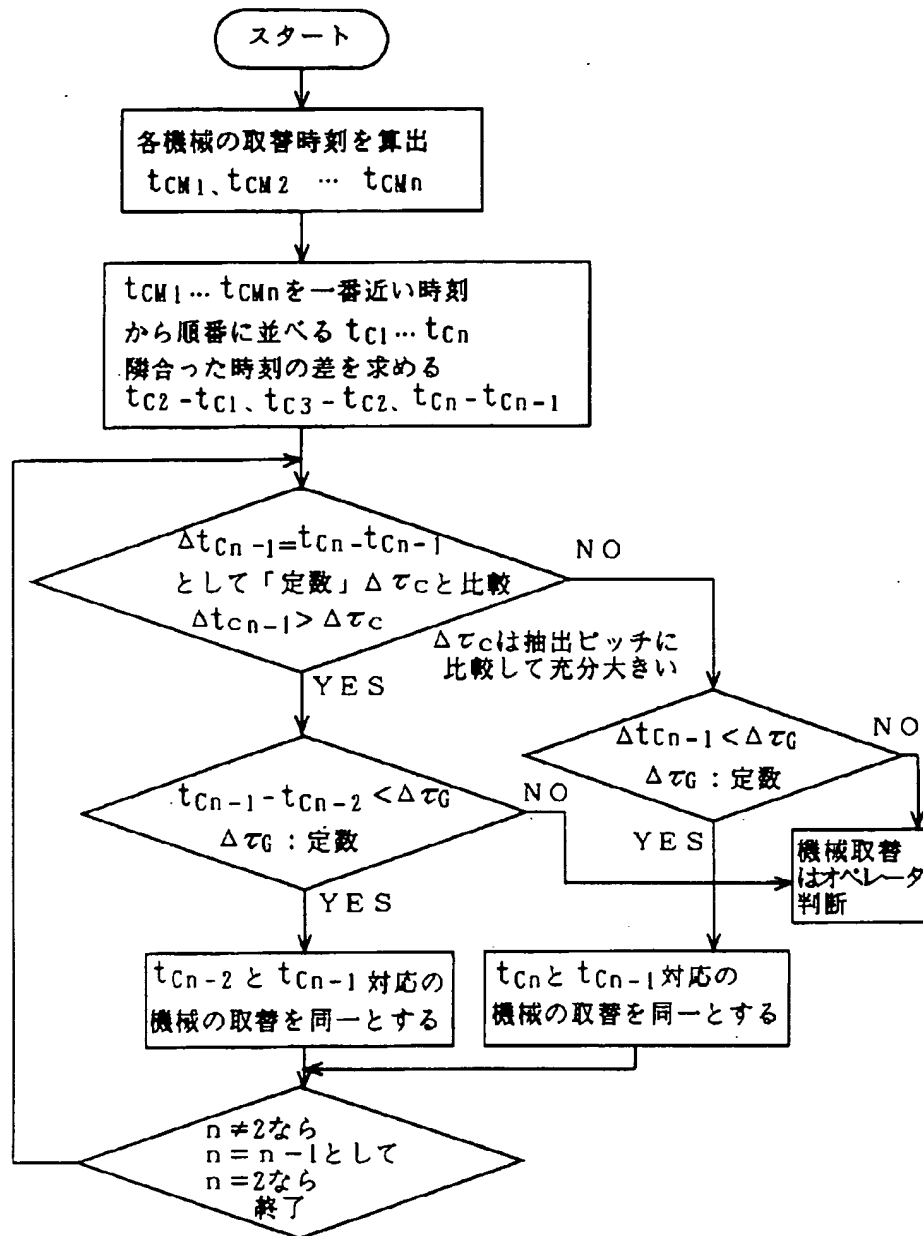 スタート
各機械の取替時刻を算出
tCM1、tCM2 … tCMn
tCM1…tCMnを一番近い時刻
から順番に並べる tC1…tCn
隣合った時刻の差を求める
tC2-tC1、tC3-tC2、tCn-tCn-1
ΔtCn-1=tCn-tCn-1
として「定数」Δτcと比較
Δtcn-1>Δτc
NO
Δτcは抽出ピッチに
比較して充分大きい
YES
ΔtCn-1<ΔτG
ΔτG:定数
NO
tCn-1-tCn-2<ΔτG
ΔτG:定数
NO
YES
機械取替
はオペレータ
判断
YES
tCn-2とtCn-1対応の
機械の取替を同一とする
tCnとtCn-1対応の
機械の取替を同一とする
n≠2なら
n=n-1として
n=2なら
終了